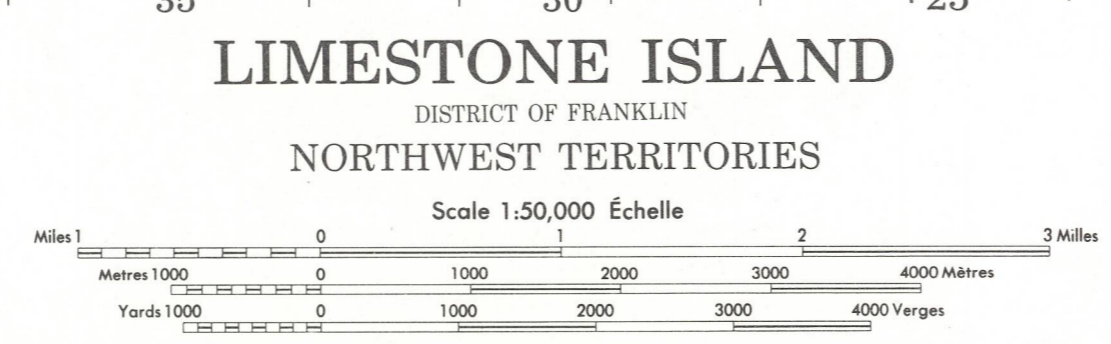 35 30 25
LIMESTONE ISLAND
DISTRICT OF FRANKLIN
NORTHWEST TERRITORIES
Scale 1:50,000 Échelle
Miles 1 0 1 2 3 Milles
Metres 1000 0 1000 2000 3000 4000 Mètres
Yards 1000 0 1000 2000 3000 4000 Verges